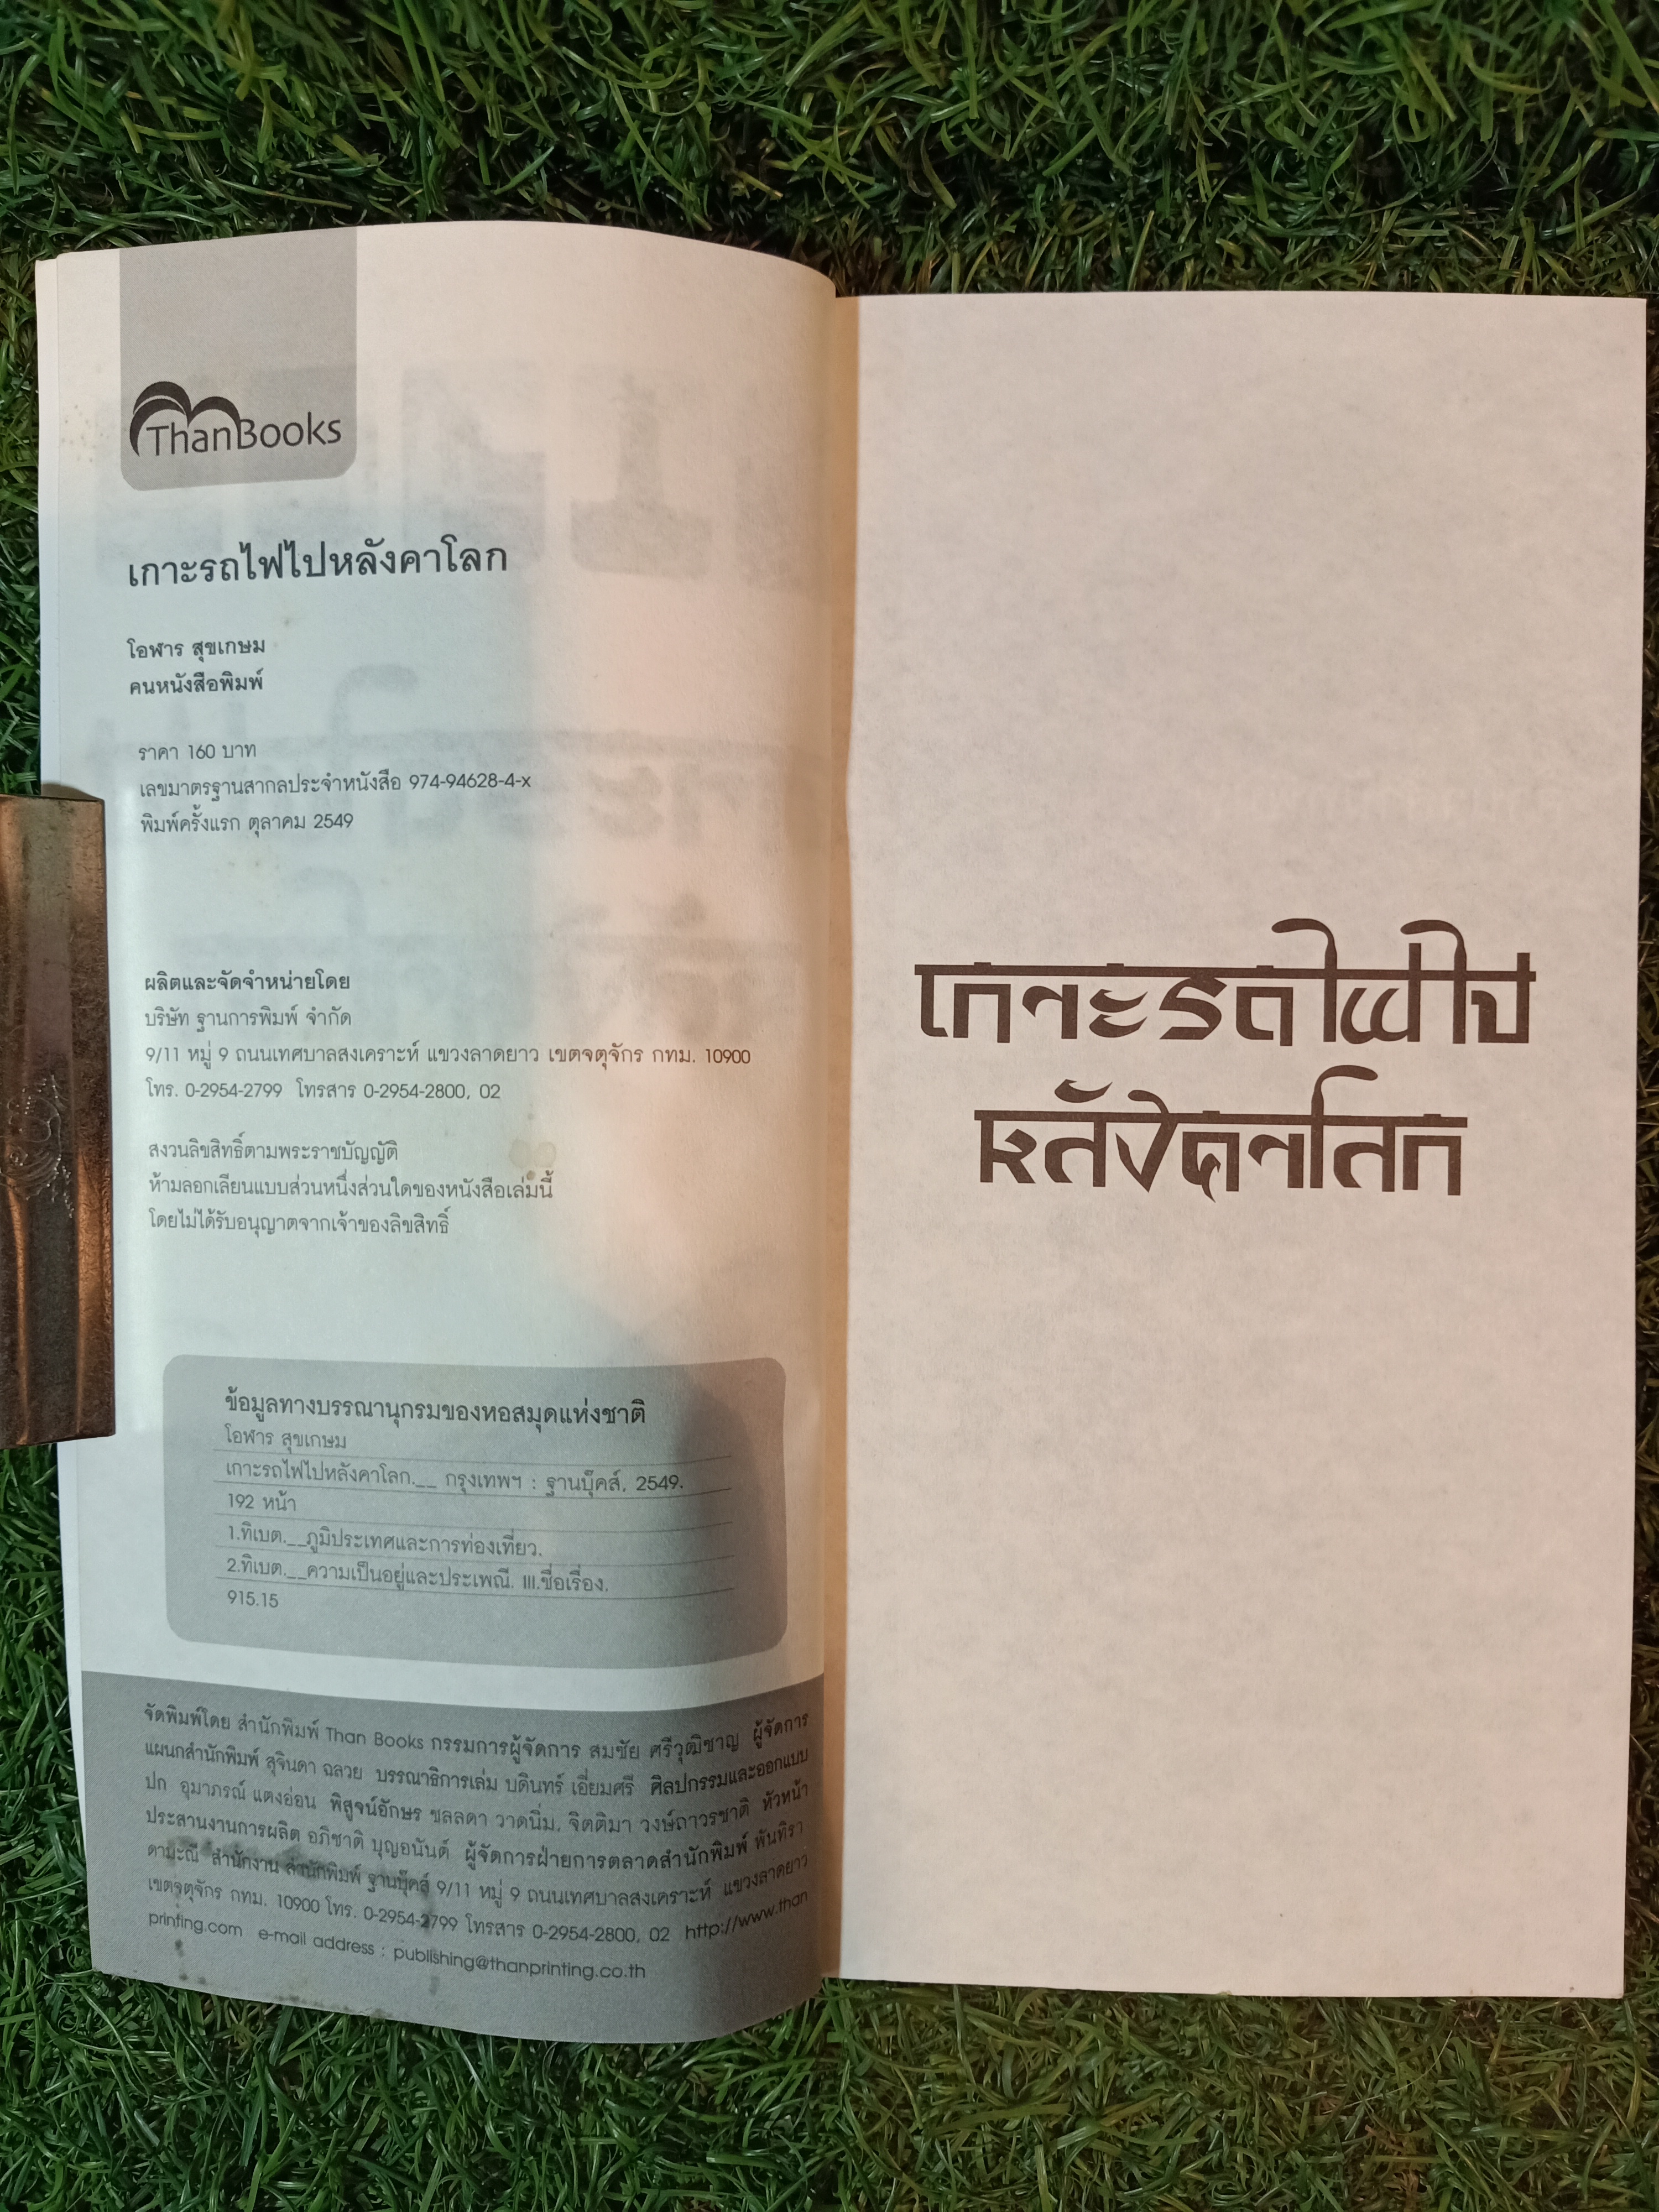 ThanBooks
เกาะรถไฟไปหลังคาโลก
โอฬาร สุขเกษม
คนหนังสือพิมพ์
ราคา 160 บาท
เลขมาตรฐานสากลประจำหนังสือ 974-94628-4-x
พิมพ์ครั้งแรก ตุลาคม 2549
ผลิตและจัดจำหน่ายโดย
บริษัท ฐานการพิมพ์ จำกัด
9/11 หมู่ 9 ถนนเทศบาลสงเคราะห์ แขวงลาดยาว เขตจตุจักร กทม. 10900
โทร. 0-2954-2799 โทรสาร 0-2954-2800, 02
สงวนลิขสิทธิ์ตามพระราชบัญญัติ
ห้ามลอกเลียนแบบส่วนหนึ่งส่วนใดของหนังสือเล่มนี้
โดยไม่ได้รับอนุญาตจากเจ้าของลิขสิทธิ์
ข้อมูลทางบรรณานุกรมของหอสมุดแห่งชาติ
โอฬาร สุขเกษม
เกาะรถไฟไปหลังคาโลก.__ กรุงเทพฯ : ฐานบุ๊คส์, 2549.
192 หน้า
1.ทิเบต.__ภูมิประเทศและการท่องเที่ยว.
2.ทิเบต.__ความเป็นอยู่และประเพณี. III.ชื่อเรื่อง.
915.15
จัดพิมพ์โดย สำนักพิมพ์ Than Books กรรมการผู้จัดการ สมชัย ศรีวุฒิชาญ ผู้จัดการ
แผนกสำนักพิมพ์ สุจินดา ฉลวย บรรณาธิการเล่ม บดินทร์ เอี่ยมศรี ศิลปกรรมและออกแบบ
ปก อุมาภรณ์ แตงอ่อน พิสูจน์อักษร ชลลดา วาดนิ่ม, จิตติมา วงษ์ถาวรชาติ หัวหน้า
ประสานงานการผลิต อภิชาติ บุญอนันต์ ผู้จัดการฝ่ายการตลาดสำนักพิมพ์ พันทิรา
ดามะณี สำนักงาน สำนักพิมพ์ ฐานบุ๊คส์ 9/11 หมู่ 9 ถนนเทศบาลสงเคราะห์ แขวงลาดยาว
เขตจตุจักร กทม. 10900 โทร. 0-2954-2799 โทรสาร 0-2954-2800, 02 http://www.than
printing.com e-mail address : publishing@thanprinting.co.th
เกาะรถไฟไป
หลังคาโลก